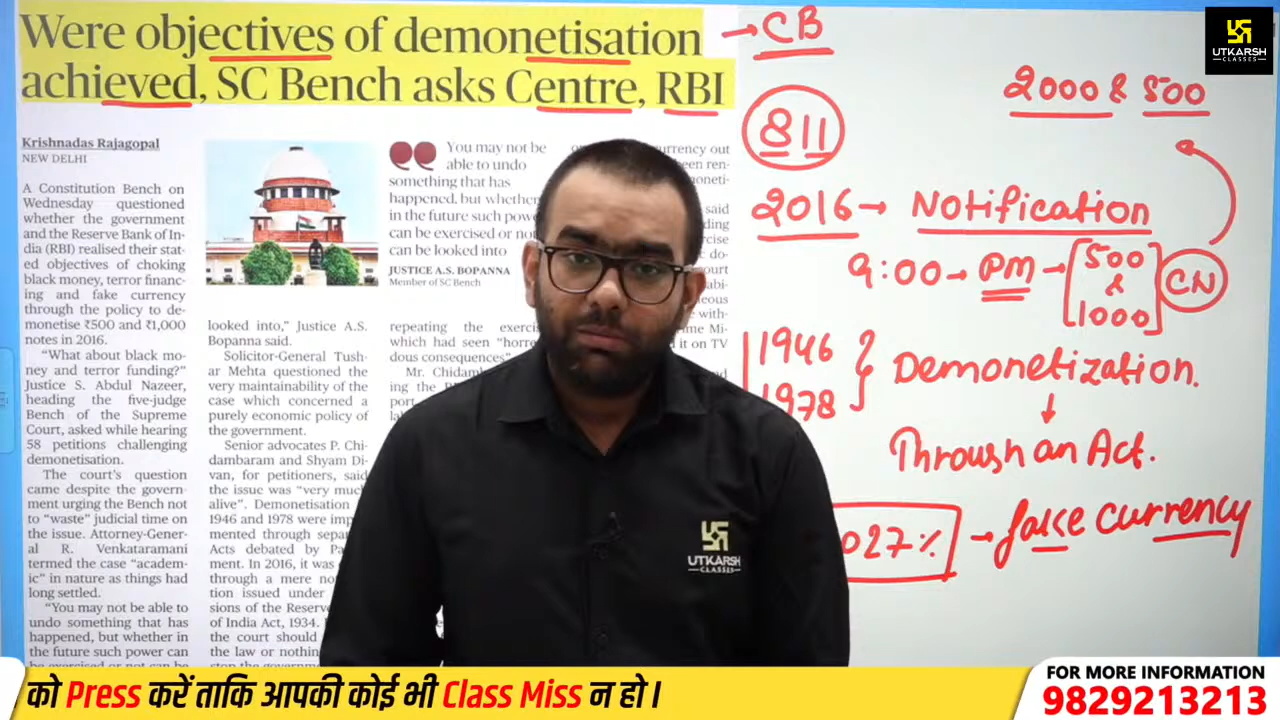 Were objectives of demonetisation
achieved, SC Bench asks Centre, RBI
Krishnadas Rajagopal
NEW DELHI
A Constitution Bench on
Wednesday questioned
whether the government
and the Reserve Bank of In-
dia (RBI) realised their stat-
ed objectives of choking
black money, terror financ-
ing and fake currency
through the policy to de-
monetise ₹500 and ₹1,000
notes in 2016.
“What about black mo-
ney and terror funding?”
Justice S. Abdul Nazeer,
heading the five-judge
Bench of the Supreme
Court, asked while hearing
58 petitions challenging
demonetisation.
The court's question
came despite the govern-
ment urging the Bench not
to “waste” judicial time on
the issue. Attorney-Gener-
al R. Venkataramani
termed the case “academ-
ic” in nature as things had
long settled.
“You may not be able to
undo something that has
happened, but whether in
the future such power can
You may not be
able to undo
something that has
happened, but whether
in the future such power
can be exercised or not
can be looked into
JUSTICE A.S. BOPANNA
Member of SC Bench
looked into,” Justice A.S.
Bopanna said.
Solicitor-General Tush-
ar Mehta questioned the
very maintainability of the
case which concerned a
purely economic policy of
the government.
Senior advocates P. Chi-
dambaram and Shyam Di-
van, for petitioners, said
the issue was “very much
alive”. Demonetisation
1946 and 1978 were
mented through
Acts debated by
ment. In 2016, it was
through a mere
tion issued under
sions of the Reserve
of India Act, 1934.
the court should
the law or nothing
repeating the
which had seen
dous consequences”
Mr.
ing the
port
currency out
said
it on TV
→ CB
8 11
2000 & 500
2016 → Notification
9:00 → PM → [500 & 1000] CN
1946
1978
} Demonetization.
↓
Through an Act.
027% → fake currency
UTKARSH
CLASSES
UTKARSH
CLASSES
को Press करें ताकि आपकी कोई भी Class Miss न हो।
FOR MORE INFORMATION
9829213213